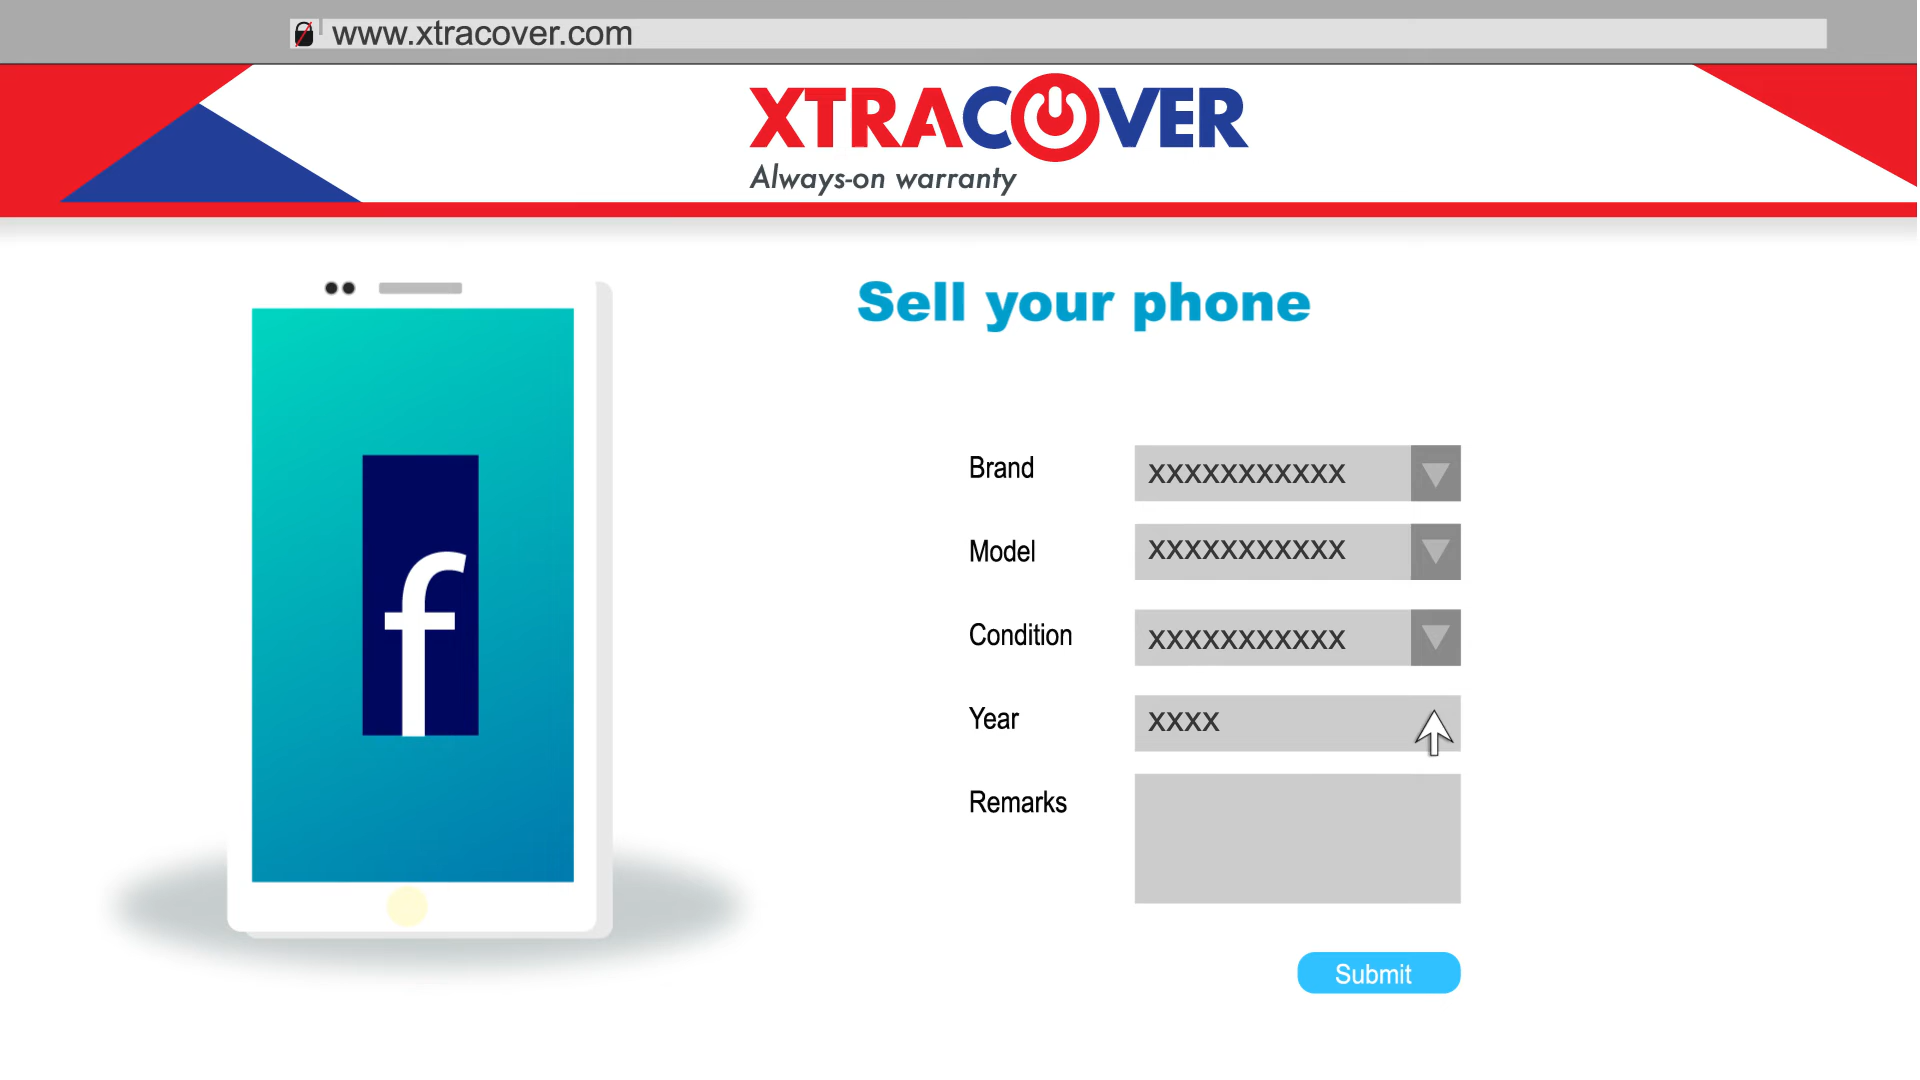 www.xtracover.com
XTRACOVER
Always-on warranty
Sell your phone
f
Brand xxxxxxxxxxx
Model xxxxxxxxxxx
Condition xxxxxxxxxxx
Year xxxx
Remarks
Submit